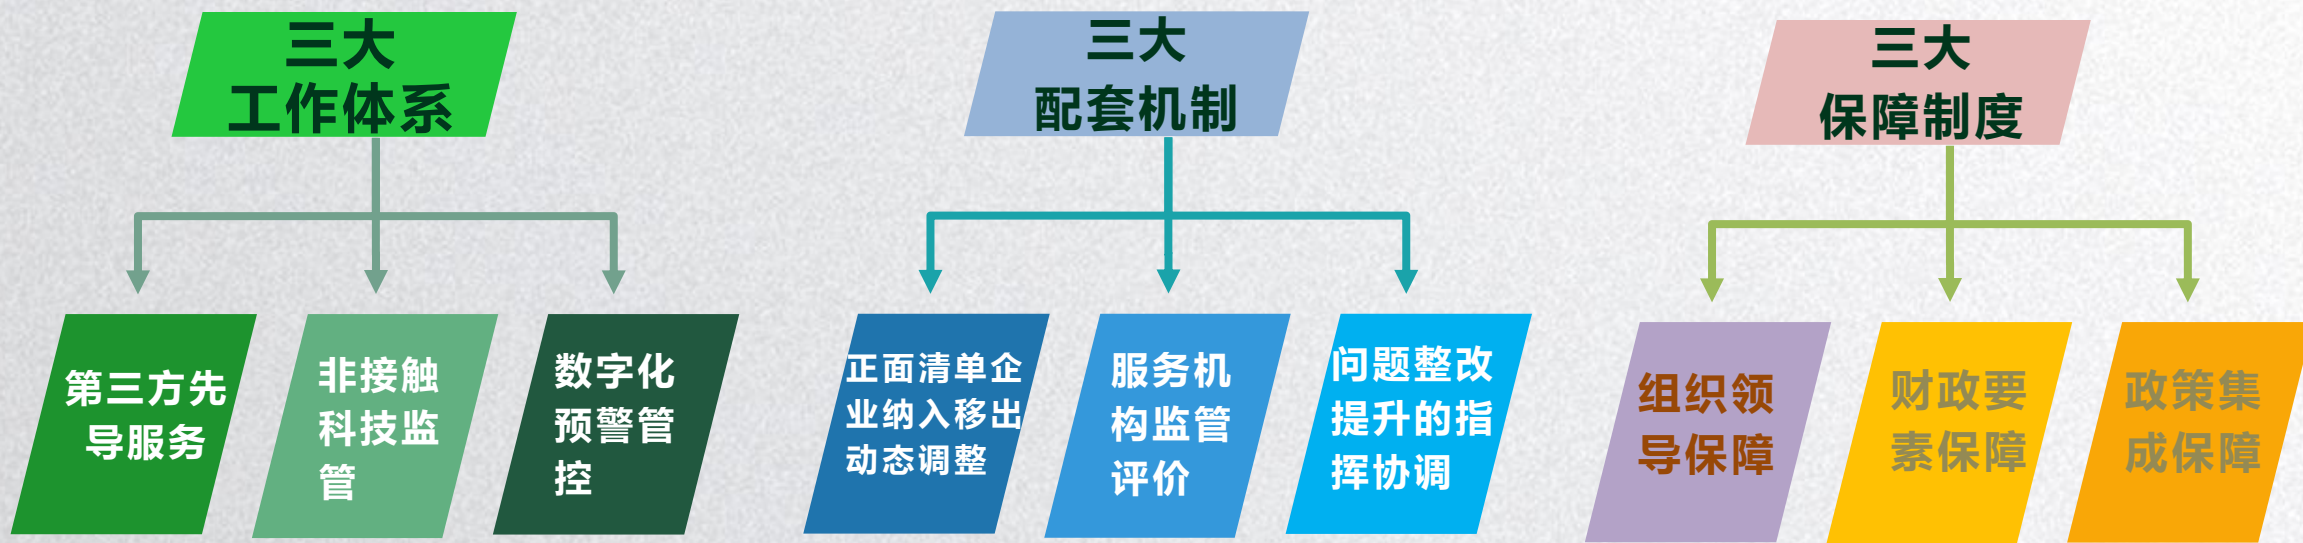 三大
工作体系
三大
配套机制
三大
保障制度
第三方先
导服务
非接触
科技监
管
数字化
预警管
控
正面清单企
业纳入移出
动态调整
服务机
构监管
评价
问题整改
提升的指
挥协调
组织领
导保障
财政要
素保障
政策集
成保障